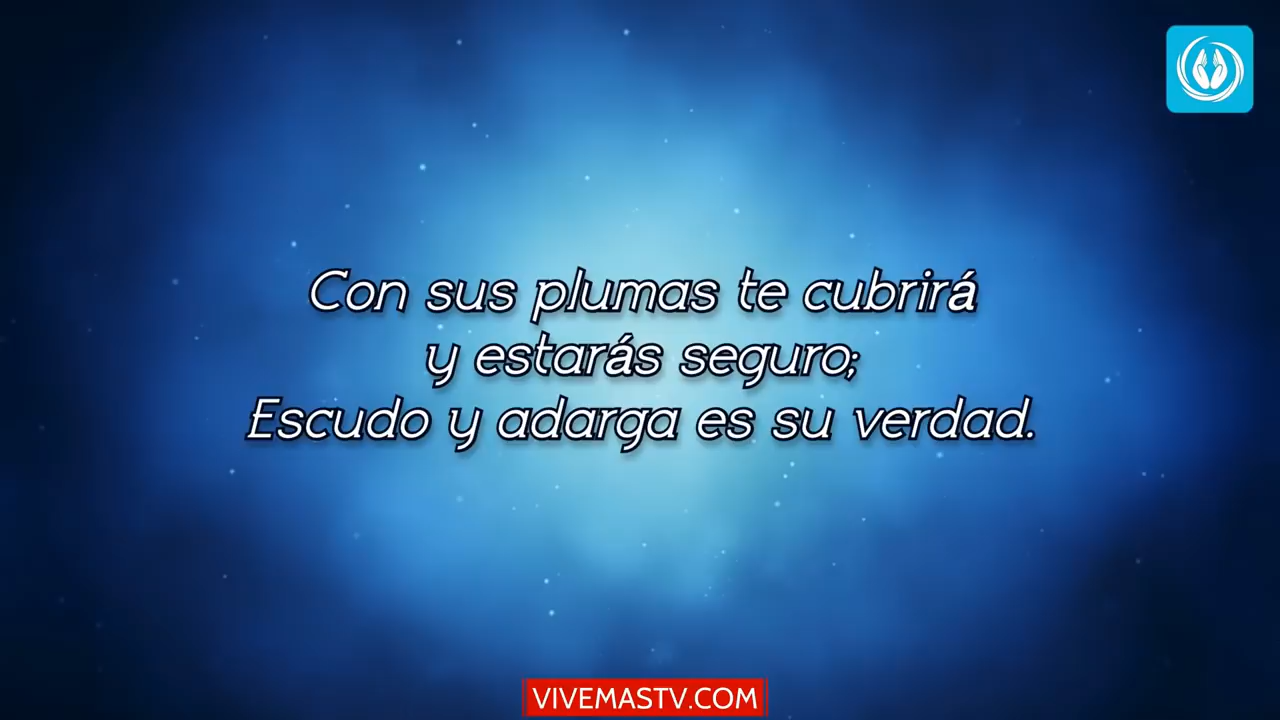 Con sus plumas te cubrirá
y estarás seguro;
Escudo y adarga es su verdad.
VIVEMASTV.COM